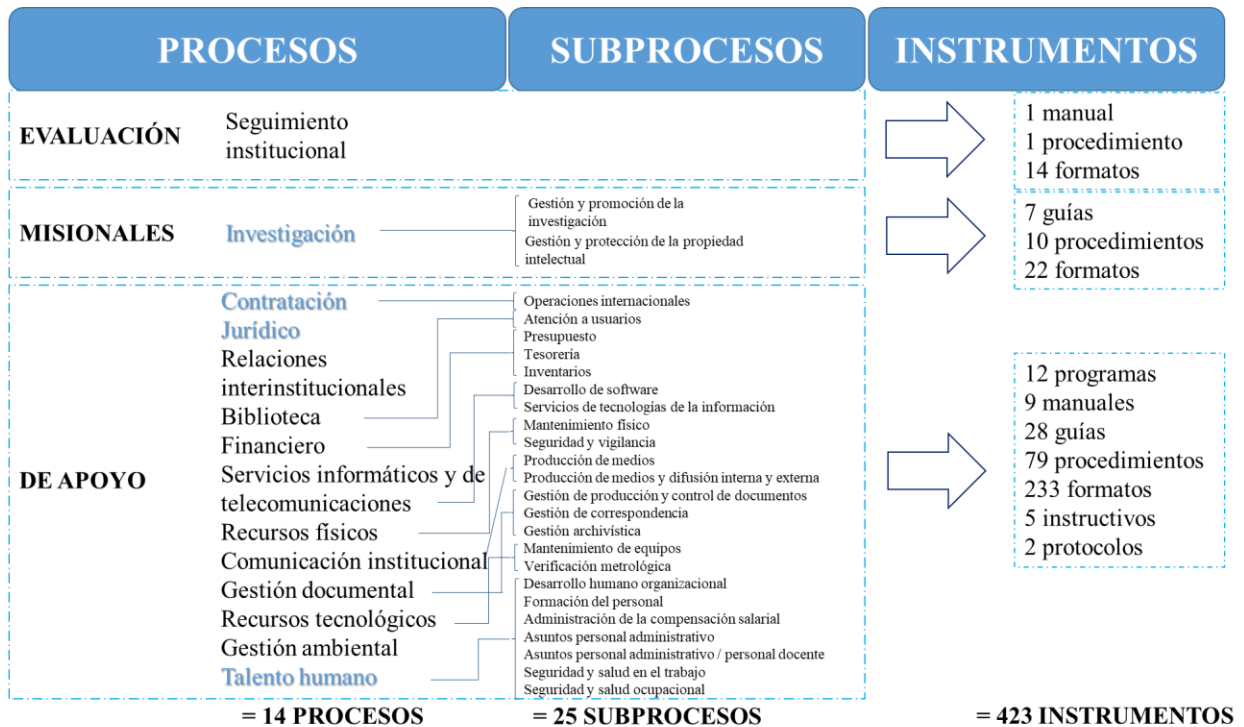 PROCESOS
SUBPROCESOS
INSTRUMENTOS
EVALUACIÓN
Seguimiento
institucional
1 manual
1 procedimiento
14 formatos
MISIONALES
Investigación
Gestión y promoción de la
investigación
Gestión y protección de la propiedad
intelectual
7 guías
10 procedimientos
22 formatos
DE APOYO
Contratación
Jurídico
Relaciones
interinstitucionales
Biblioteca
Financiero
Servicios informáticos y de
telecomunicaciones
Recursos físicos
Comunicación institucional
Gestión documental
Recursos tecnológicos
Gestión ambiental
Talento humano
Operaciones internacionales
Atención a usuarios
Presupuesto
Tesorería
Inventarios
Desarrollo de software
Servicios de tecnologías de la información
Mantenimiento físico
Seguridad y vigilancia
Producción de medios
Producción de medios y difusión interna y externa
Gestión de producción y control de documentos
Gestión de correspondencia
Gestión archivística
Mantenimiento de equipos
Verificación metrológica
Desarrollo humano organizacional
Formación del personal
Administración de la compensación salarial
Asuntos personal administrativo
Asuntos personal administrativo / personal docente
Seguridad y salud en el trabajo
Seguridad y salud ocupacional
12 programas
9 manuales
28 guías
79 procedimientos
233 formatos
5 instructivos
2 protocolos
= 14 PROCESOS
= 25 SUBPROCESOS
= 423 INSTRUMENTOS